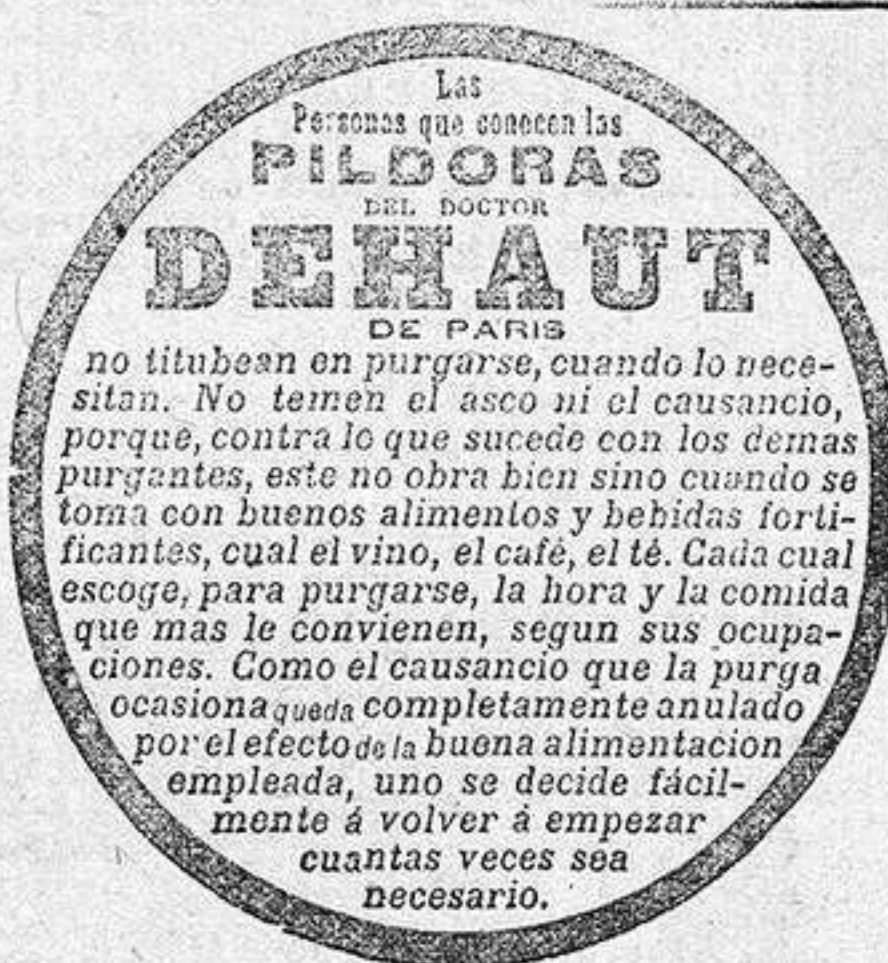 Las
Personas que conocen las
PILDORAS
DEL DOCTOR
DEHAUT
DE PARIS
no titubean en purgarse, cuando lo nece-
sitan. No temen el asco ni el causancio,
porque, contra lo que sucede con los demas
purgantes, este no obra bien sino cuando se
toma con buenos alimentos y bebidas forti-
ficantes, cual el vino, el café, el té. Cada cual
escoge, para purgarse, la hora y la comida
que mas le convienen, segun sus ocupa-
ciones. Como el causancio que la purga
ocasiona queda completamente anulado
por el efecto de la buena alimentacion
empleada, uno se decide fácil-
mente á volver á empezar
cuantas veces sea
necesario.